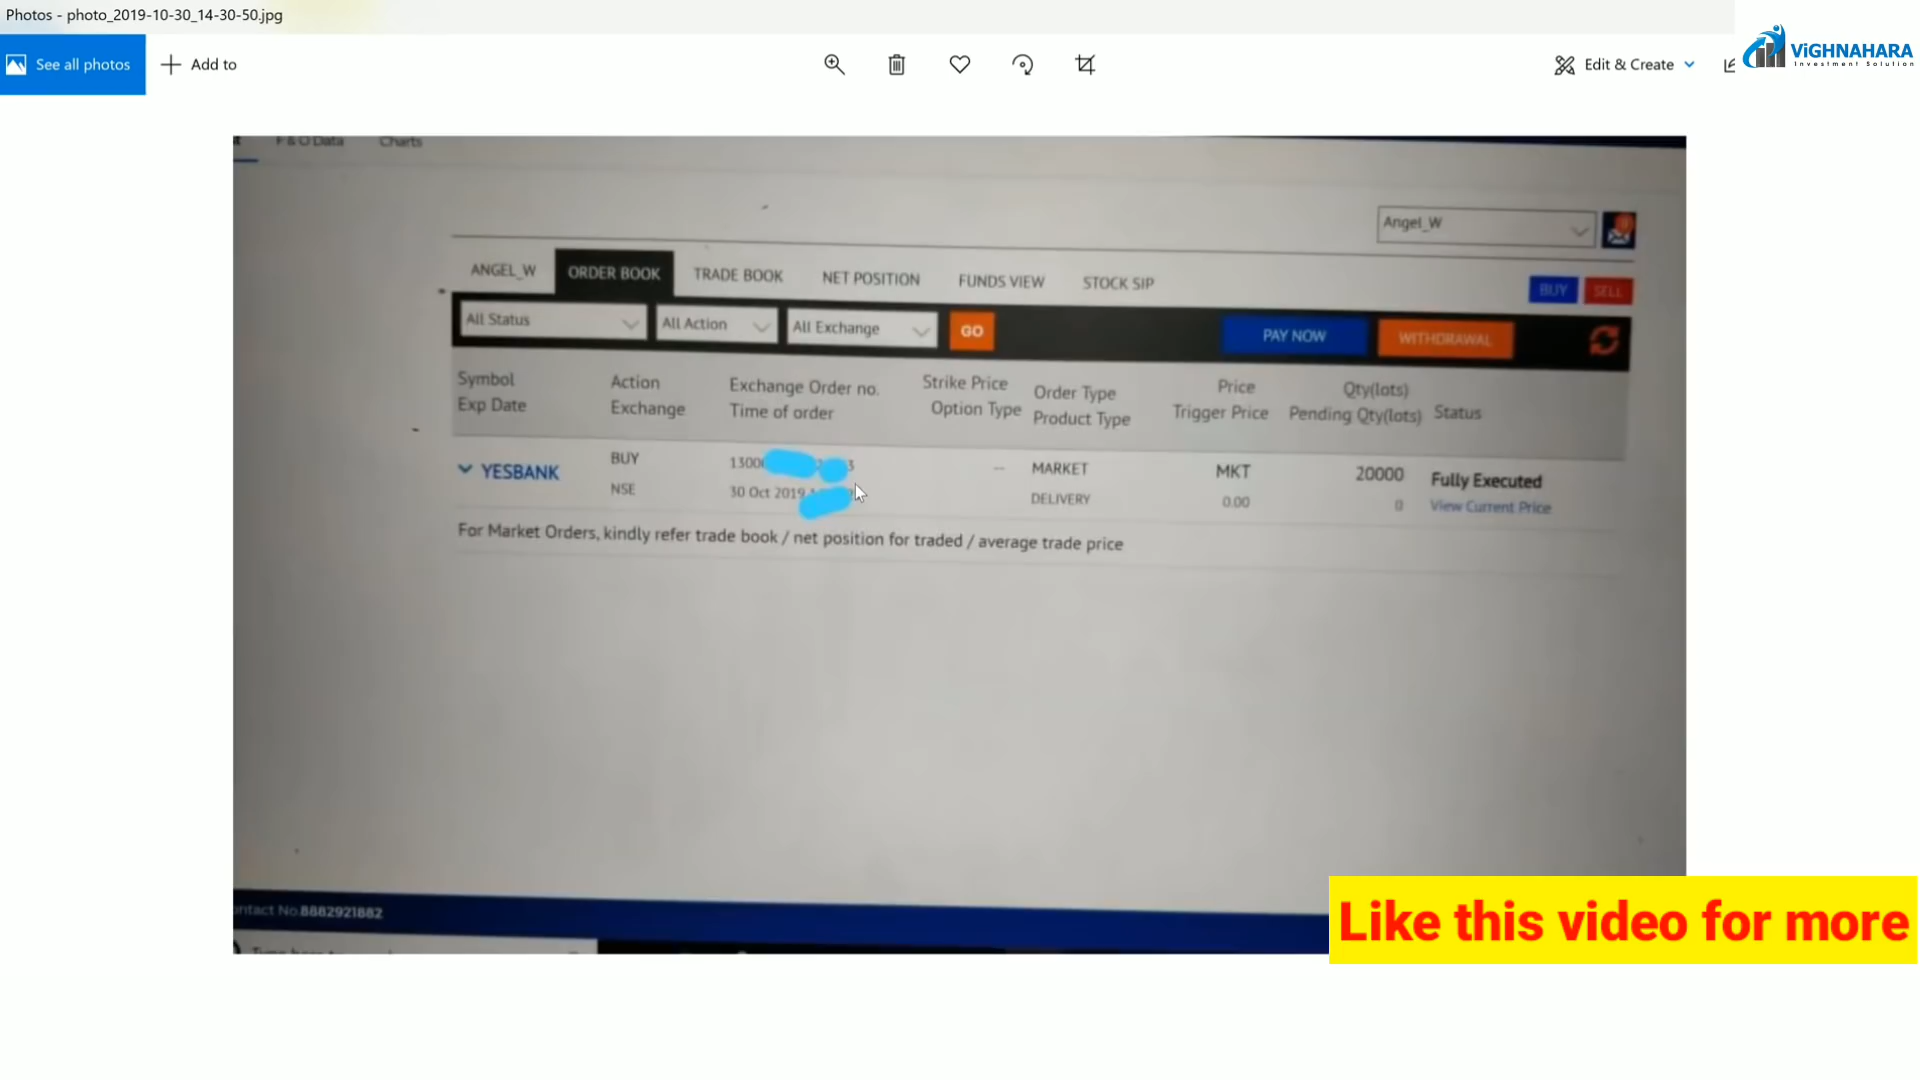 Photos - photo_2019-10-30_14-30-50.jpg
See all photos
Add to
Edit & Create
ViGHNAHARA
Investment Solution
F & O Data Charts
Angel_W
ANGEL_W ORDER BOOK TRADE BOOK NET POSITION FUNDS VIEW STOCK SIP
BUY SELL
All Status All Action All Exchange GO PAY NOW WITHDRAWAL
Symbol Action Exchange Order no. Strike Price Order Type Price Qty(lots) Status
Exp Date Exchange Time of order Option Type Product Type Trigger Price Pending Qty(lots)
YESBANK BUY -- MARKET MKT 20000 Fully Executed
NSE 30 Oct 2019 DELIVERY 0.00 0 View Current Price
For Market Orders, kindly refer trade book / net position for traded / average trade price
No.8882921882
Like this video for more